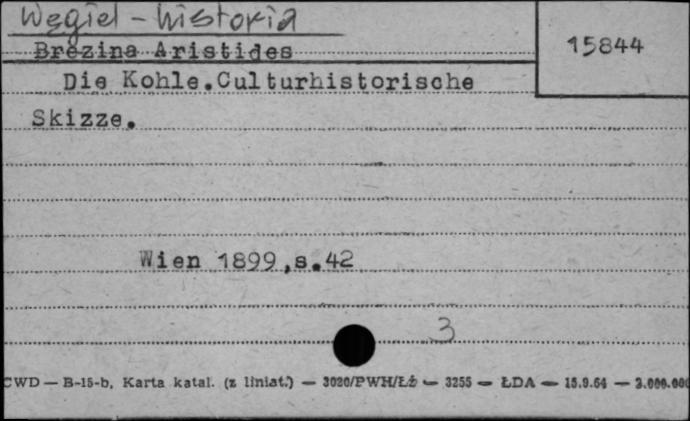 Węgiel - historia
15844
Brezina Aristides
Die Kohle.Culturhistorische
Skizze.
Wien 1899,s.42
3
CWD — B-15-b, Karta katal. (z liniat.) — 3020/PWH/Łż — 3255 — ŁDA — 15.9.64 — 3.000.000